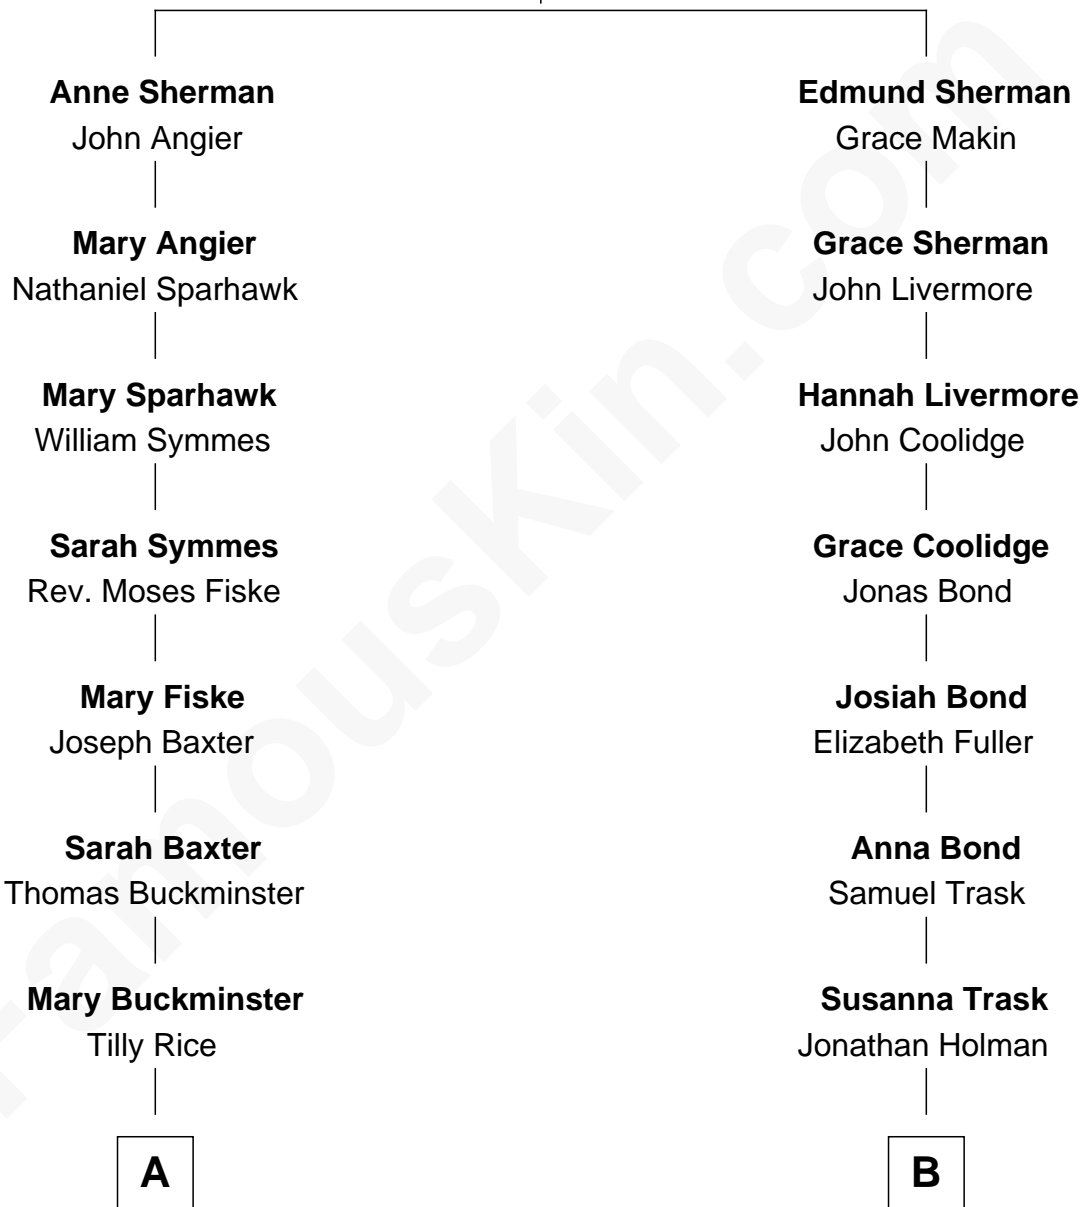 Anne Sherman
John Angier
Mary Angier
Nathaniel Sparhawk
Mary Sparhawk
William Symmes
Sarah Symmes
Rev. Moses Fiske
Mary Fiske
Joseph Baxter
Sarah Baxter
Thomas Buckminster
Mary Buckminster
Tilly Rice
A
Edmund Sherman
Grace Makin
Grace Sherman
John Livermore
Hannah Livermore
John Coolidge
Grace Coolidge
Jonas Bond
Josiah Bond
Elizabeth Fuller
Anna Bond
Samuel Trask
Susanna Trask
Jonathan Holman
B
FamousKin.com